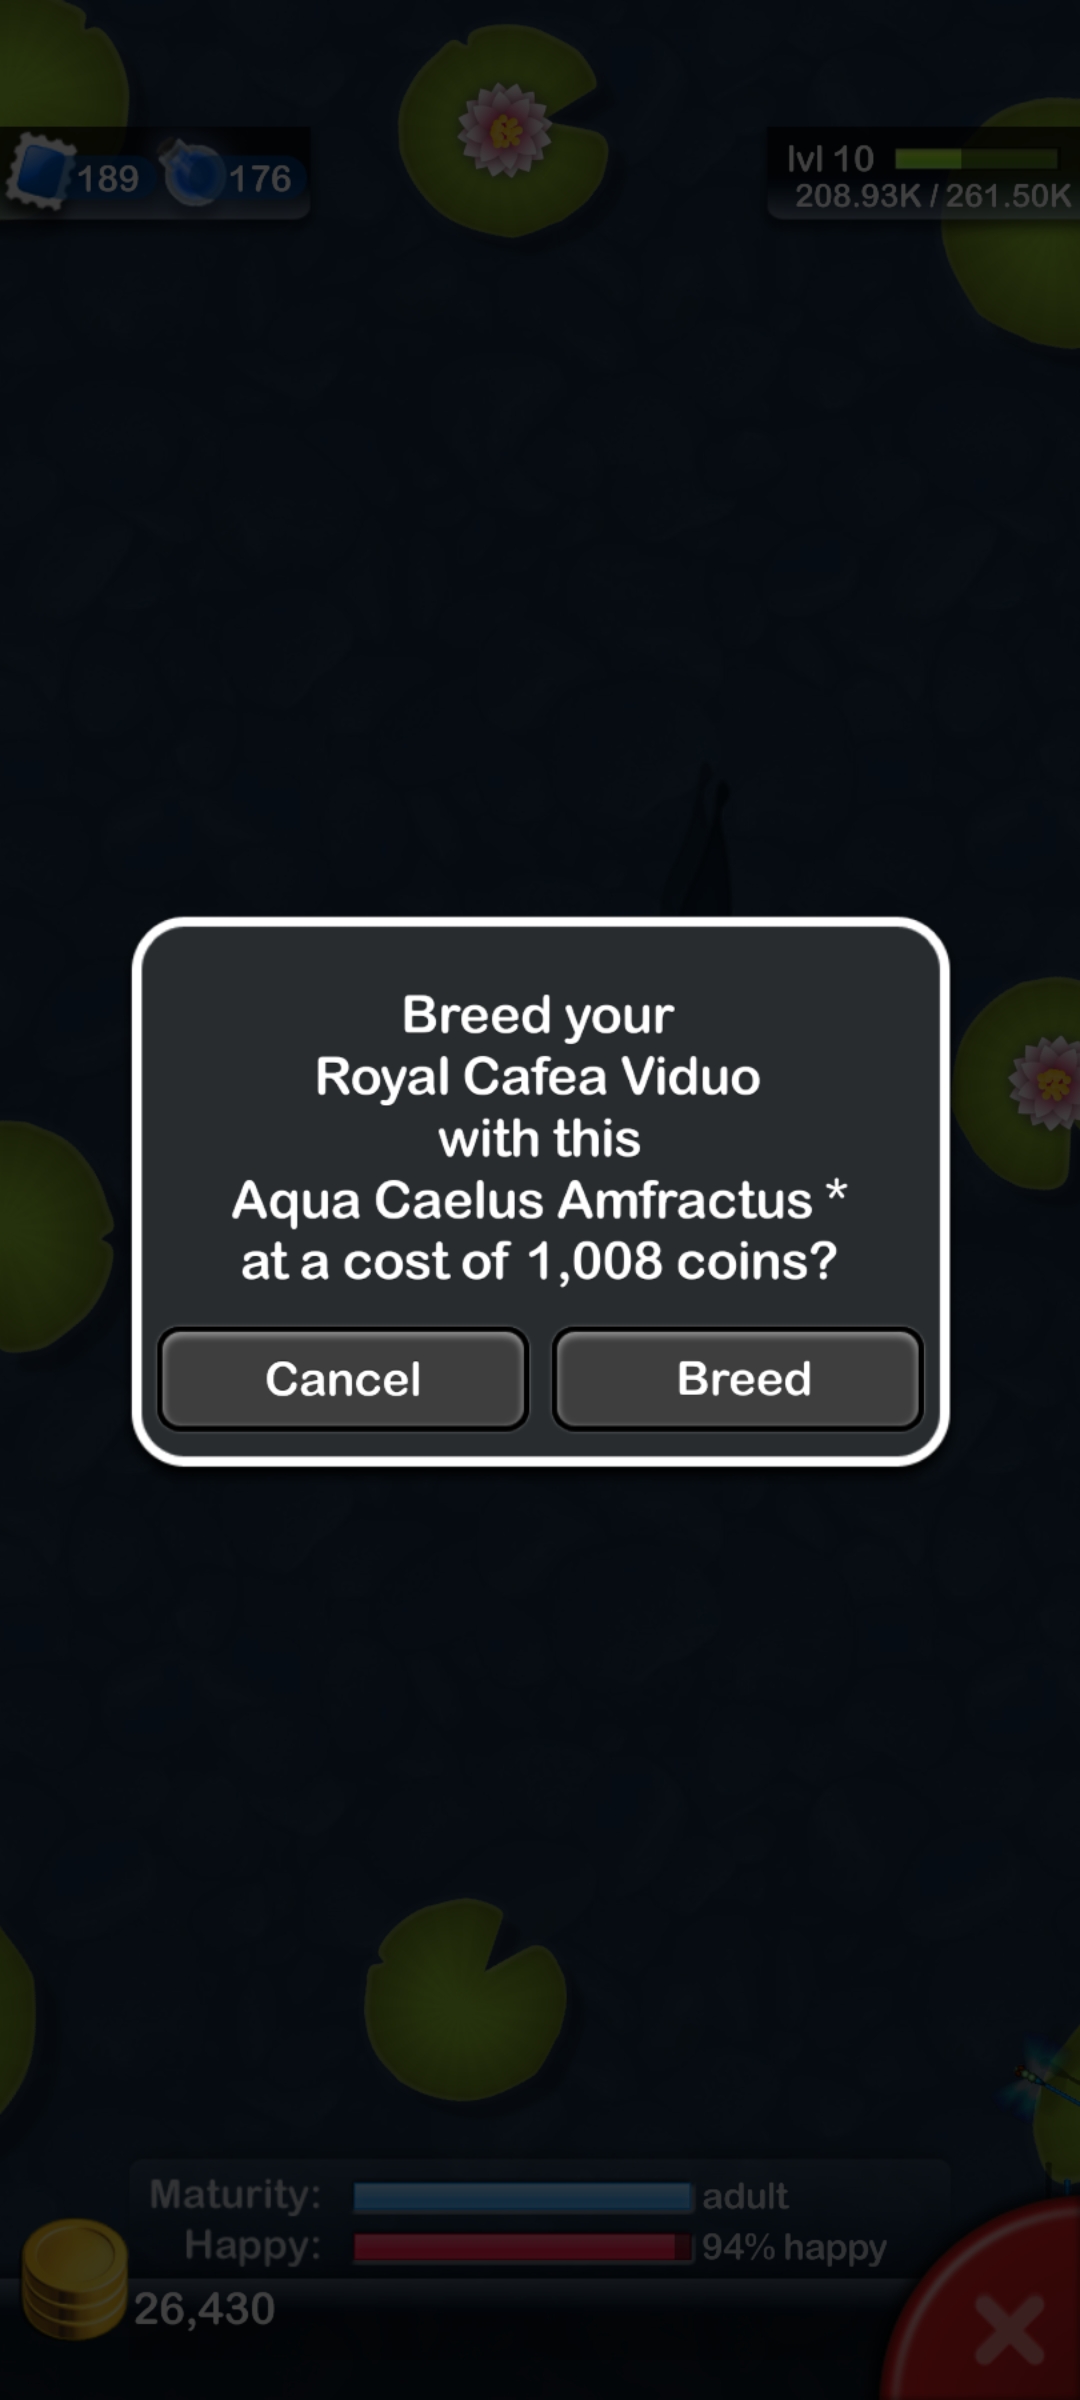 189 176
lvl 10
208.93K / 261.50K
Breed your
Royal Cafea Viduo
with this
Aqua Caelus Amfractus *
at a cost of 1,008 coins?
Cancel Breed
Maturity: adult
Happy: 94% happy
26,430